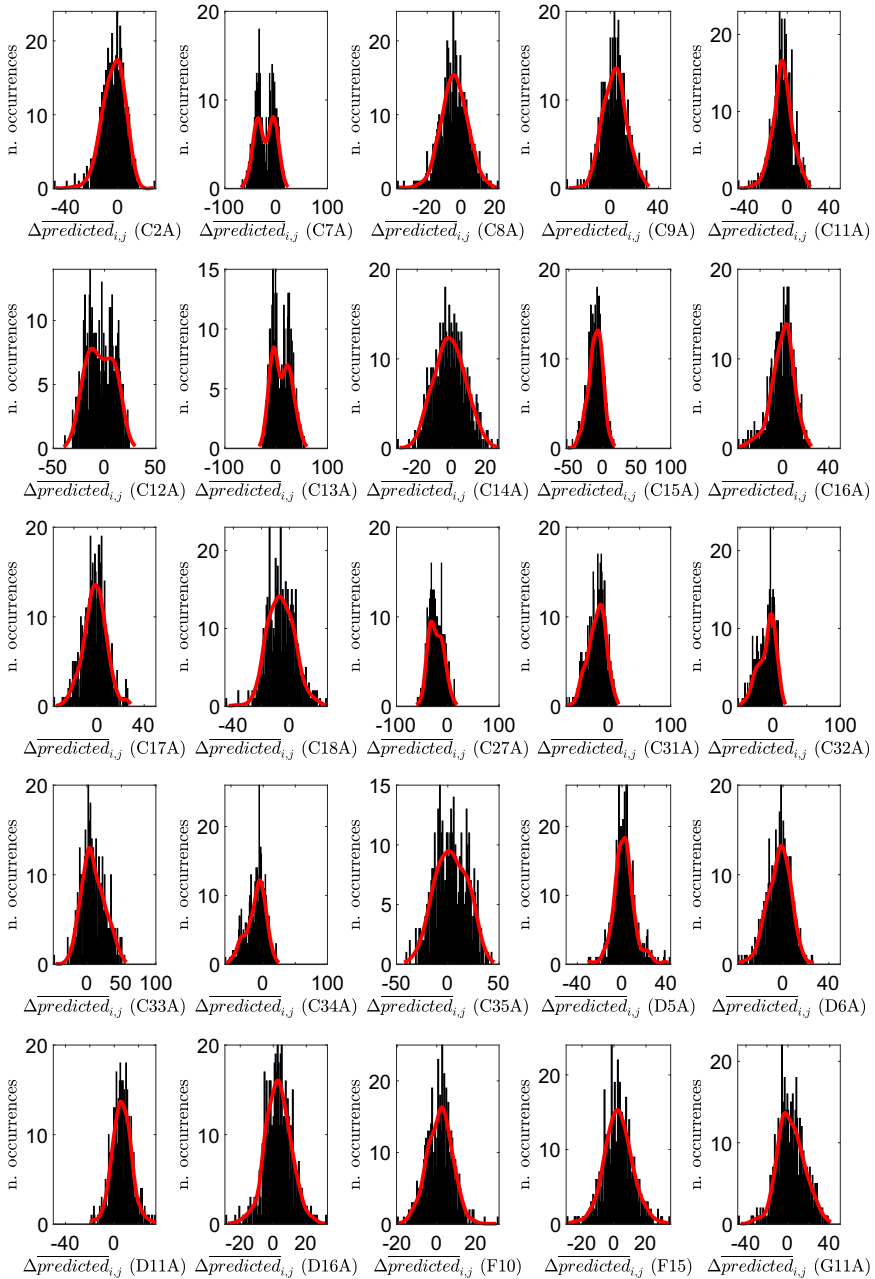 n. occurrences
20
10
0
-40 0
Δpredicted_{i,j} (C2A)
n. occurrences
20
10
0
-100 0 100
Δpredicted_{i,j} (C7A)
n. occurrences
20
10
0
-20 0 20
Δpredicted_{i,j} (C8A)
n. occurrences
20
10
0
0 40
Δpredicted_{i,j} (C9A)
n. occurrences
20
10
0
-40 0 40
Δpredicted_{i,j} (C11A)
n. occurrences
10
5
0
-50 0 50
Δpredicted_{i,j} (C12A)
n. occurrences
15
10
5
0
-100 0 100
Δpredicted_{i,j} (C13A)
n. occurrences
20
10
0
-20 0 20
Δpredicted_{i,j} (C14A)
n. occurrences
20
10
0
-50 0 50 100
Δpredicted_{i,j} (C15A)
n. occurrences
20
10
0
0 40
Δpredicted_{i,j} (C16A)
n. occurrences
20
10
0
0 40
Δpredicted_{i,j} (C17A)
n. occurrences
20
10
0
-40 0
Δpredicted_{i,j} (C18A)
n. occurrences
20
10
0
-100 0 100
Δpredicted_{i,j} (C27A)
n. occurrences
20
10
0
0 100
Δpredicted_{i,j} (C31A)
n. occurrences
20
10
0
0 100
Δpredicted_{i,j} (C32A)
n. occurrences
20
10
0
0 50 100
Δpredicted_{i,j} (C33A)
n. occurrences
20
10
0
0 100
Δpredicted_{i,j} (C34A)
n. occurrences
15
10
5
0
-50 0 50
Δpredicted_{i,j} (C35A)
n. occurrences
20
10
0
-40 0 40
Δpredicted_{i,j} (D5A)
n. occurrences
20
10
0
0 40
Δpredicted_{i,j} (D6A)
n. occurrences
20
10
0
-40 0
Δpredicted_{i,j} (D11A)
n. occurrences
20
10
0
-20 0 20
Δpredicted_{i,j} (D16A)
n. occurrences
20
10
0
-20 0 20
Δpredicted_{i,j} (F10)
n. occurrences
20
10
0
-20 0 20
Δpredicted_{i,j} (F15)
n. occurrences
20
10
0
-40 0 40
Δpredicted_{i,j} (G11A)